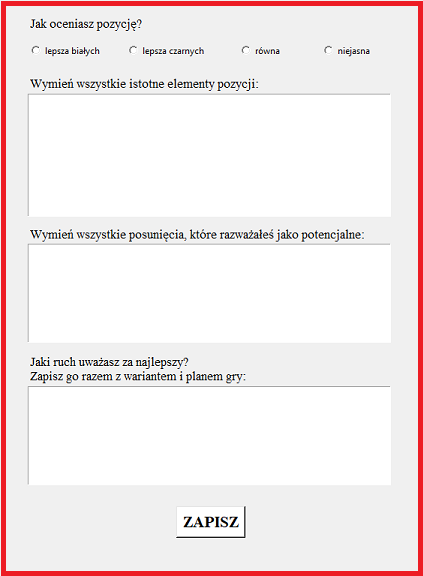 Jak oceniasz pozycję?
lepsza białych lepsza czarnych równa niejasna
Wymień wszystkie istotne elementy pozycji:
Wymień wszystkie posunięcia, które razważałeś jako potencjalne:
Jaki ruch uważasz za najlepszy?
Zapisz go razem z wariantem i planem gry:
ZAPISZ